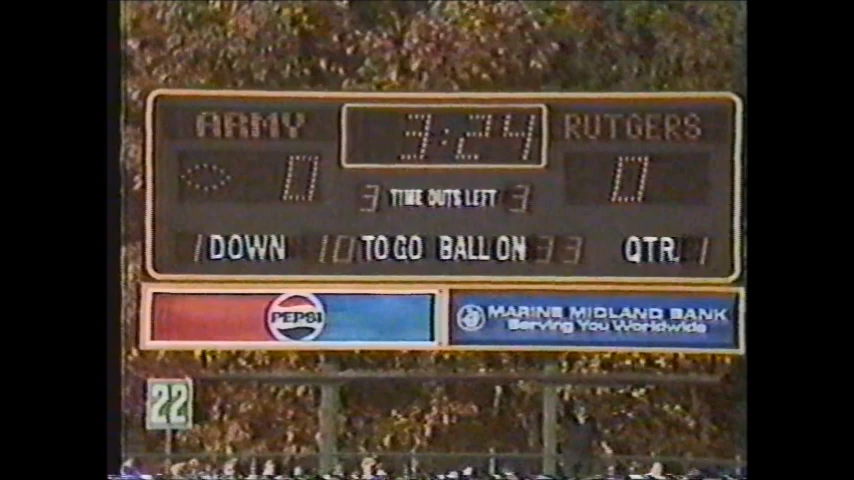 ARMY 3:24 RUTGERS
0 0
3 TIME OUTS LEFT 3
1 DOWN 10 TO GO BALL ON 33 QTR. 1
PEPSI
MARINE MIDLAND BANK
Serving You Worldwide
22